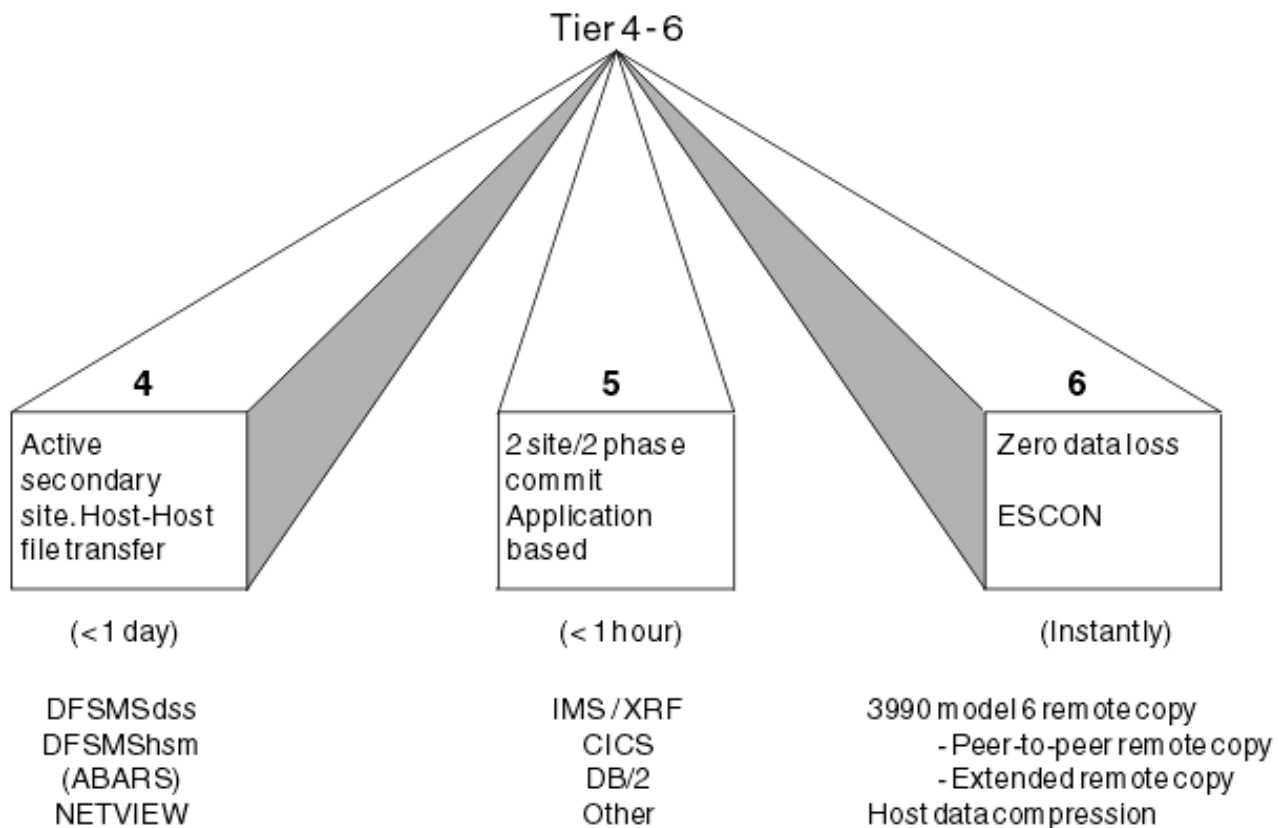 Tier 4-6
4
Active
secondary
site. Host-Host
file transfer
(< 1 day)
DFSMSdss
DFSMShsm
(ABARS)
NETVIEW
5
2 site/2 phase
commit
Application
based
(< 1 hour)
IMS / XRF
CICS
DB/2
Other
6
Zero data loss
ESCON
(Instantly)
3990 model 6 remote copy
- Peer-to-peer remote copy
- Extended remote copy
Host data compression